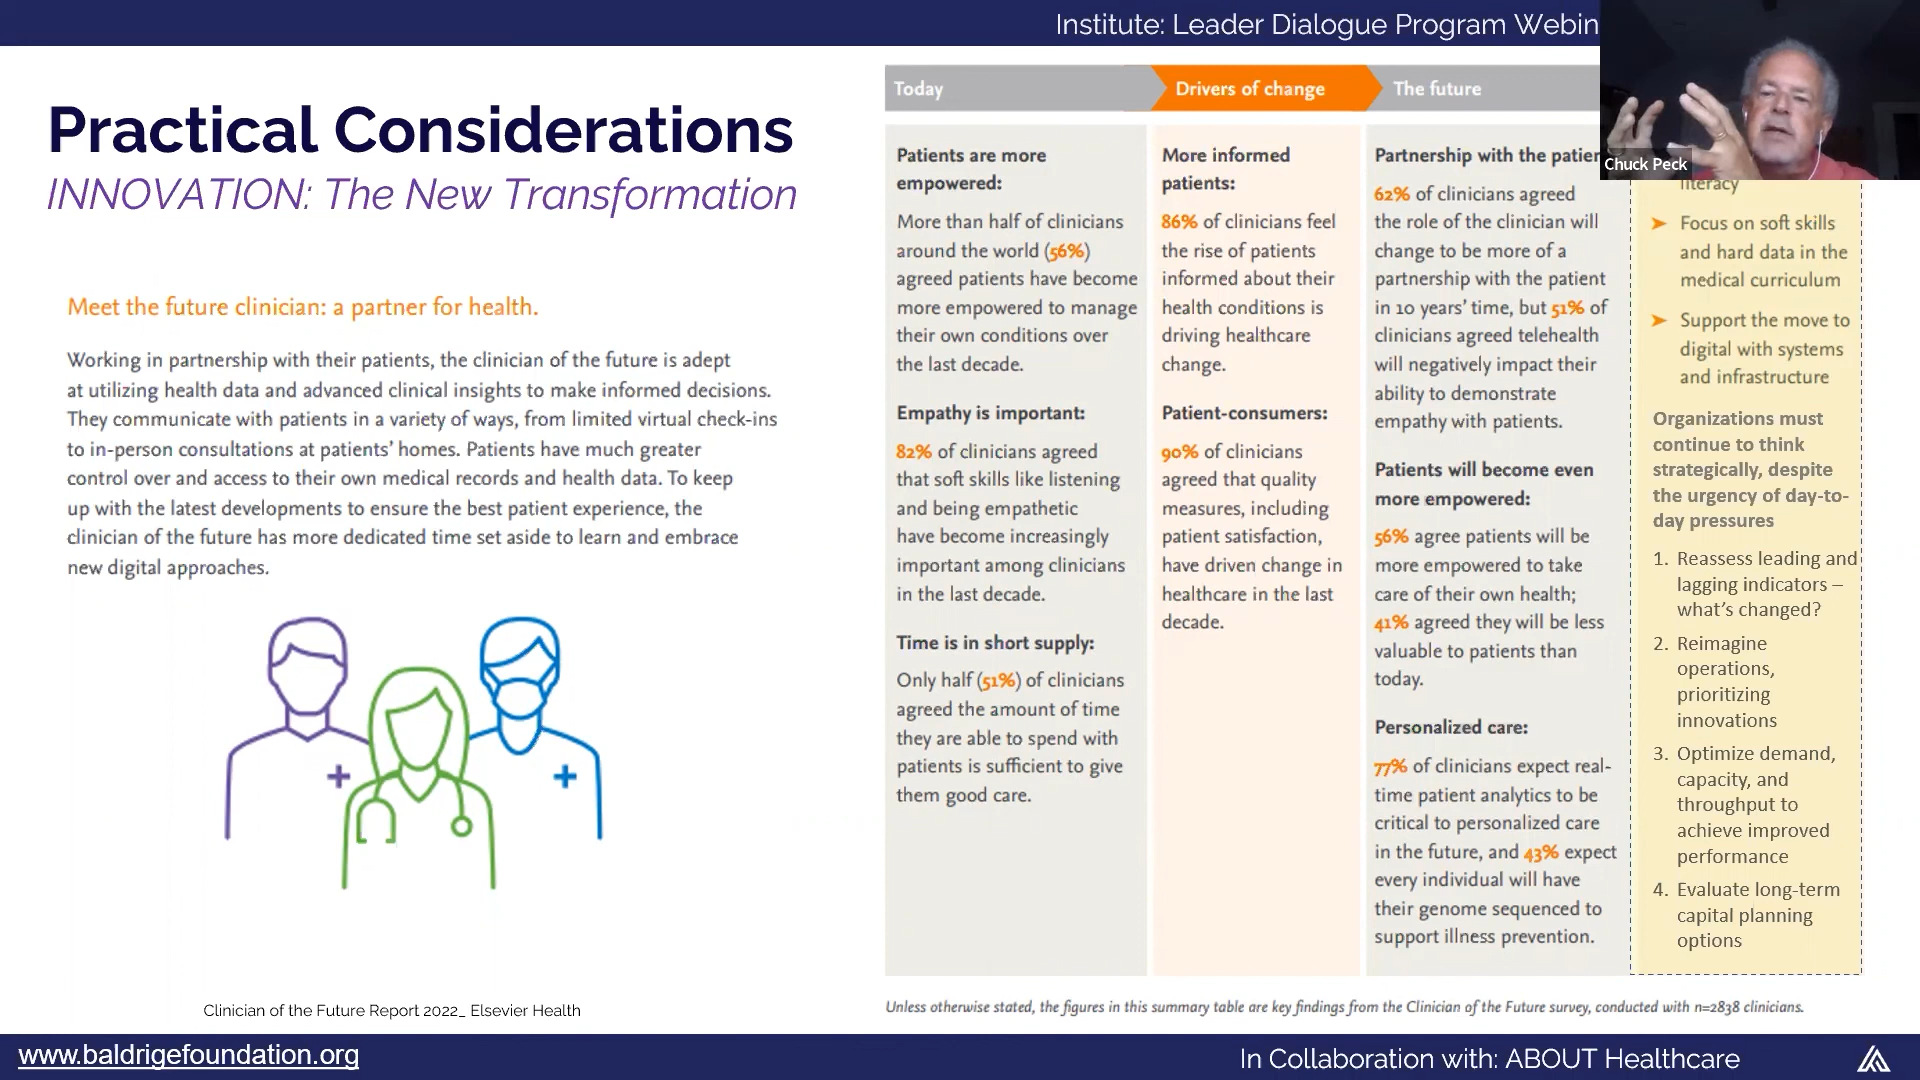 Institute: Leader Dialogue Program Webin
Practical Considerations
INNOVATION: The New Transformation
Meet the future clinician: a partner for health.
Working in partnership with their patients, the clinician of the future is adept
at utilizing health data and advanced clinical insights to make informed decisions.
They communicate with patients in a variety of ways, from limited virtual check-ins
to in-person consultations at patients' homes. Patients have much greater
control over and access to their own medical records and health data. To keep
up with the latest developments to ensure the best patient experience, the
clinician of the future has more dedicated time set aside to learn and embrace
new digital approaches.
Clinician of the Future Report 2022_ Elsevier Health
Today
Patients are more
empowered:
More than half of clinicians
around the world (56%)
agreed patients have become
more empowered to manage
their own conditions over
the last decade.
Empathy is important:
82% of clinicians agreed
that soft skills like listening
and being empathetic
have become increasingly
important among clinicians
in the last decade.
Time is in short supply:
Only half (51%) of clinicians
agreed the amount of time
they are able to spend with
patients is sufficient to give
them good care.
Drivers of change
More informed
patients:
86% of clinicians feel
the rise of patients
informed about their
health conditions is
driving healthcare
change.
Patient-consumers:
90% of clinicians
agreed that quality
measures, including
patient satisfaction,
have driven change in
healthcare in the last
decade.
The future
Partnership with the patien
62% of clinicians agreed
the role of the clinician will
change to be more of a
partnership with the patient
in 10 years' time, but 51% of
clinicians agreed telehealth
will negatively impact their
ability to demonstrate
empathy with patients.
Patients will become even
more empowered:
56% agree patients will be
more empowered to take
care of their own health;
41% agreed they will be less
valuable to patients than
today.
Personalized care:
77% of clinicians expect real-
time patient analytics to be
critical to personalized care
in the future, and 43% expect
every individual will have
their genome sequenced to
support illness prevention.
Chuck Peck
literacy
➤ Focus on soft skills
and hard data in the
medical curriculum
➤ Support the move to
digital with systems
and infrastructure
Organizations must
continue to think
strategically, despite
the urgency of day-to-
day pressures
1. Reassess leading and
lagging indicators –
what's changed?
2. Reimagine
operations,
prioritizing
innovations
3. Optimize demand,
capacity, and
throughput to
achieve improved
performance
4. Evaluate long-term
capital planning
options
Unless otherwise stated, the figures in this summary table are key findings from the Clinician of the Future survey, conducted with n=2838 clinicians.
www.baldrigefoundation.org
In Collaboration with: ABOUT Healthcare